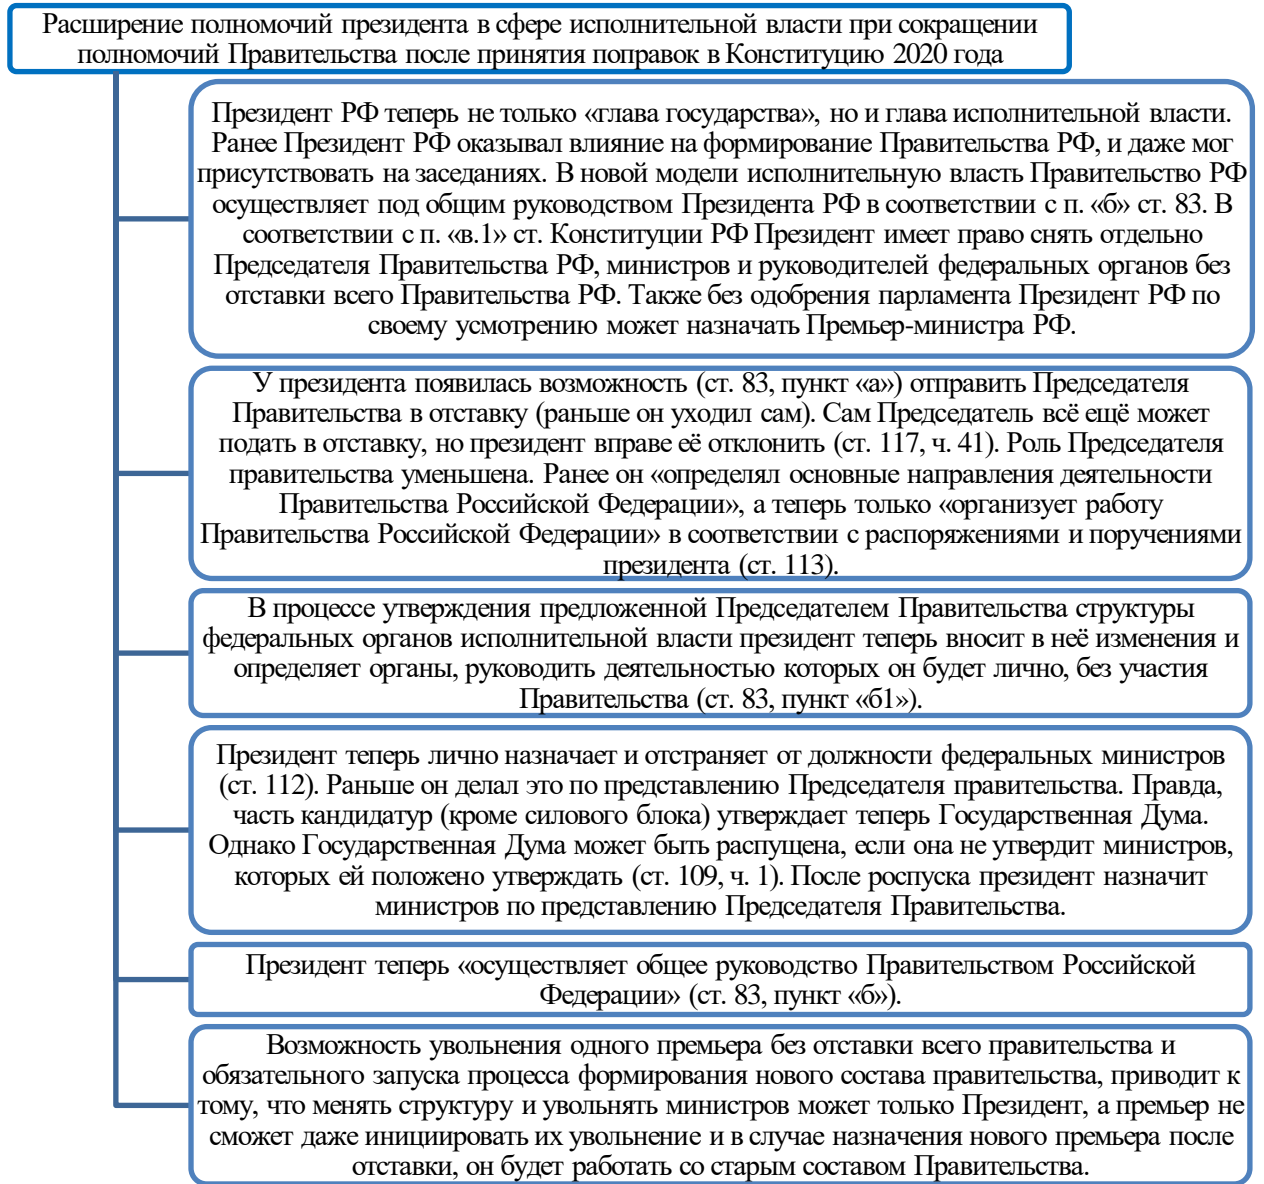 Расширение полномочий президента в сфере исполнительной власти при сокращении
полномочий Правительства после принятия поправок в Конституцию 2020 года
Президент РФ теперь не только «глава государства», но и глава исполнительной власти.
Ранее Президент РФ оказывал влияние на формирование Правительства РФ, и даже мог
присутствовать на заседаниях. В новой модели исполнительную власть Правительство РФ
осуществляет под общим руководством Президента РФ в соответствии с п. «б» ст. 83. В
соответствии с п. «в.1» ст. Конституции РФ Президент имеет право снять отдельно
Председателя Правительства РФ, министров и руководителей федеральных органов без
отставки всего Правительства РФ. Также без одобрения парламента Президент РФ по
своему усмотрению может назначать Премьер-министра РФ.
У президента появилась возможность (ст. 83, пункт «а») отправить Председателя
Правительства в отставку (раньше он уходил сам). Сам Председатель всё ещё может
подать в отставку, но президент вправе её отклонить (ст. 117, ч. 41). Роль Председателя
правительства уменьшена. Ранее он «определял основные направления деятельности
Правительства Российской Федерации», а теперь только «организует работу
Правительства Российской Федерации» в соответствии с распоряжениями и поручениями
президента (ст. 113).
В процессе утверждения предложенной Председателем Правительства структуры
федеральных органов исполнительной власти президент теперь вносит в неё изменения и
определяет органы, руководить деятельностью которых он будет лично, без участия
Правительства (ст. 83, пункт «б1»).
Президент теперь лично назначает и отстраняет от должности федеральных министров
(ст. 112). Раньше он делал это по представлению Председателя правительства. Правда,
часть кандидатур (кроме силового блока) утверждает теперь Государственная Дума.
Однако Государственная Дума может быть распущена, если она не утвердит министров,
которых ей положено утверждать (ст. 109, ч. 1). После роспуска президент назначит
министров по представлению Председателя Правительства.
Президент теперь «осуществляет общее руководство Правительством Российской
Федерации» (ст. 83, пункт «б»).
Возможность увольнения одного премьера без отставки всего правительства и
обязательного запуска процесса формирования нового состава правительства, приводит к
тому, что менять структуру и увольнять министров может только Президент, а премьер не
сможет даже инициировать их увольнение и в случае назначения нового премьера после
отставки, он будет работать со старым составом Правительства.